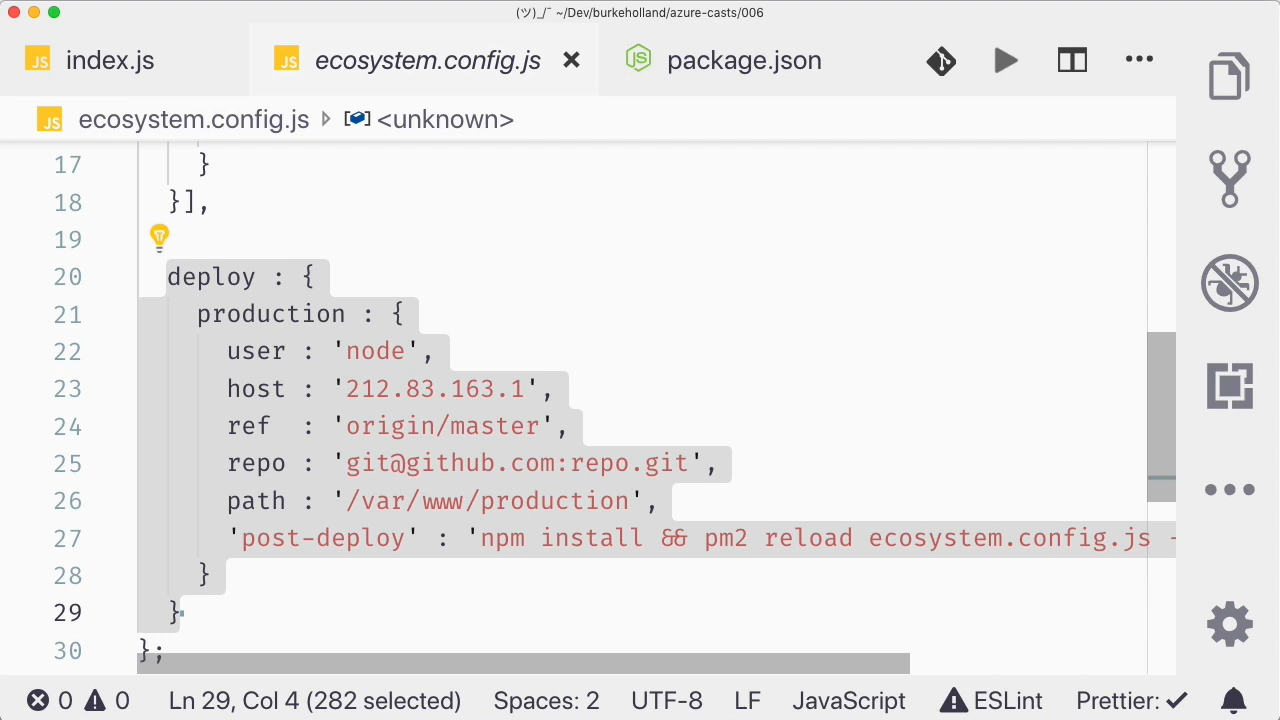 (ツ)_/¯ ~/Dev/burkeholland/azure-casts/006
JS index.js JS ecosystem.config.js JS package.json
JS ecosystem.config.js <unknown>
17 }
18 }],
19
20 deploy : {
21 production : {
22 user : 'node',
23 host : '212.83.163.1',
24 ref  : 'origin/master',
25 repo : 'git@github.com:repo.git',
26 path : '/var/www/production',
27 'post-deploy' : 'npm install && pm2 reload ecosystem.config.js -
28 }
29 }
30 };
0 0 Ln 29, Col 4 (282 selected) Spaces: 2 UTF-8 LF JavaScript ESLint Prettier: ✓